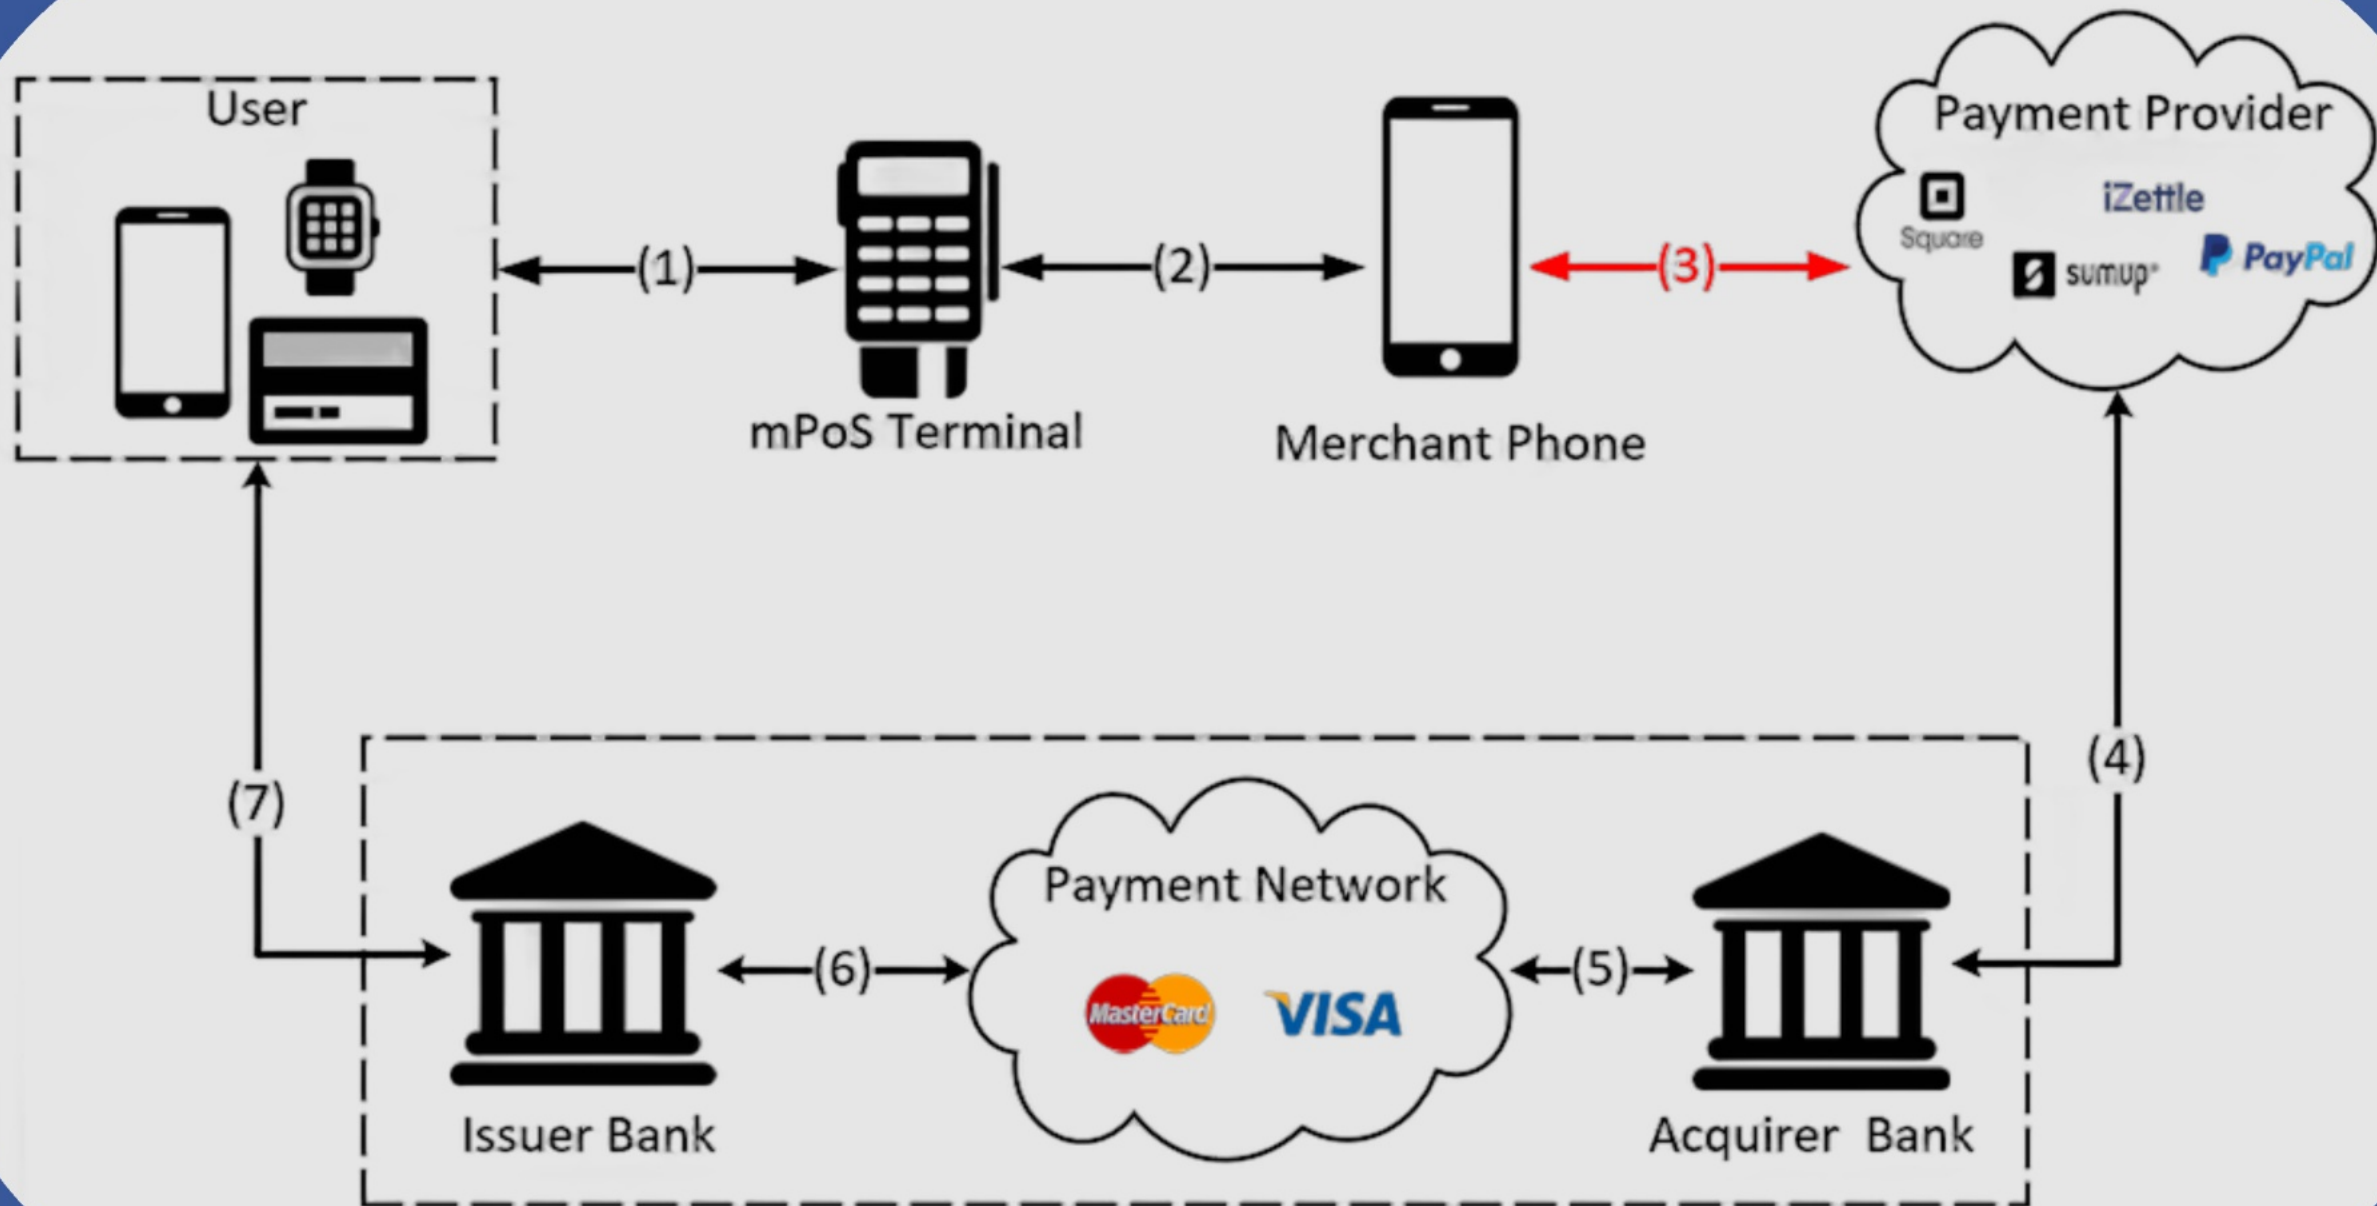 User
Payment Provider
Square
iZettle
sumup
PayPal
(1)
(2)
(3)
mPoS Terminal
Merchant Phone
(4)
(7)
Payment Network
MasterCard
VISA
(6)
(5)
Issuer Bank
Acquirer Bank